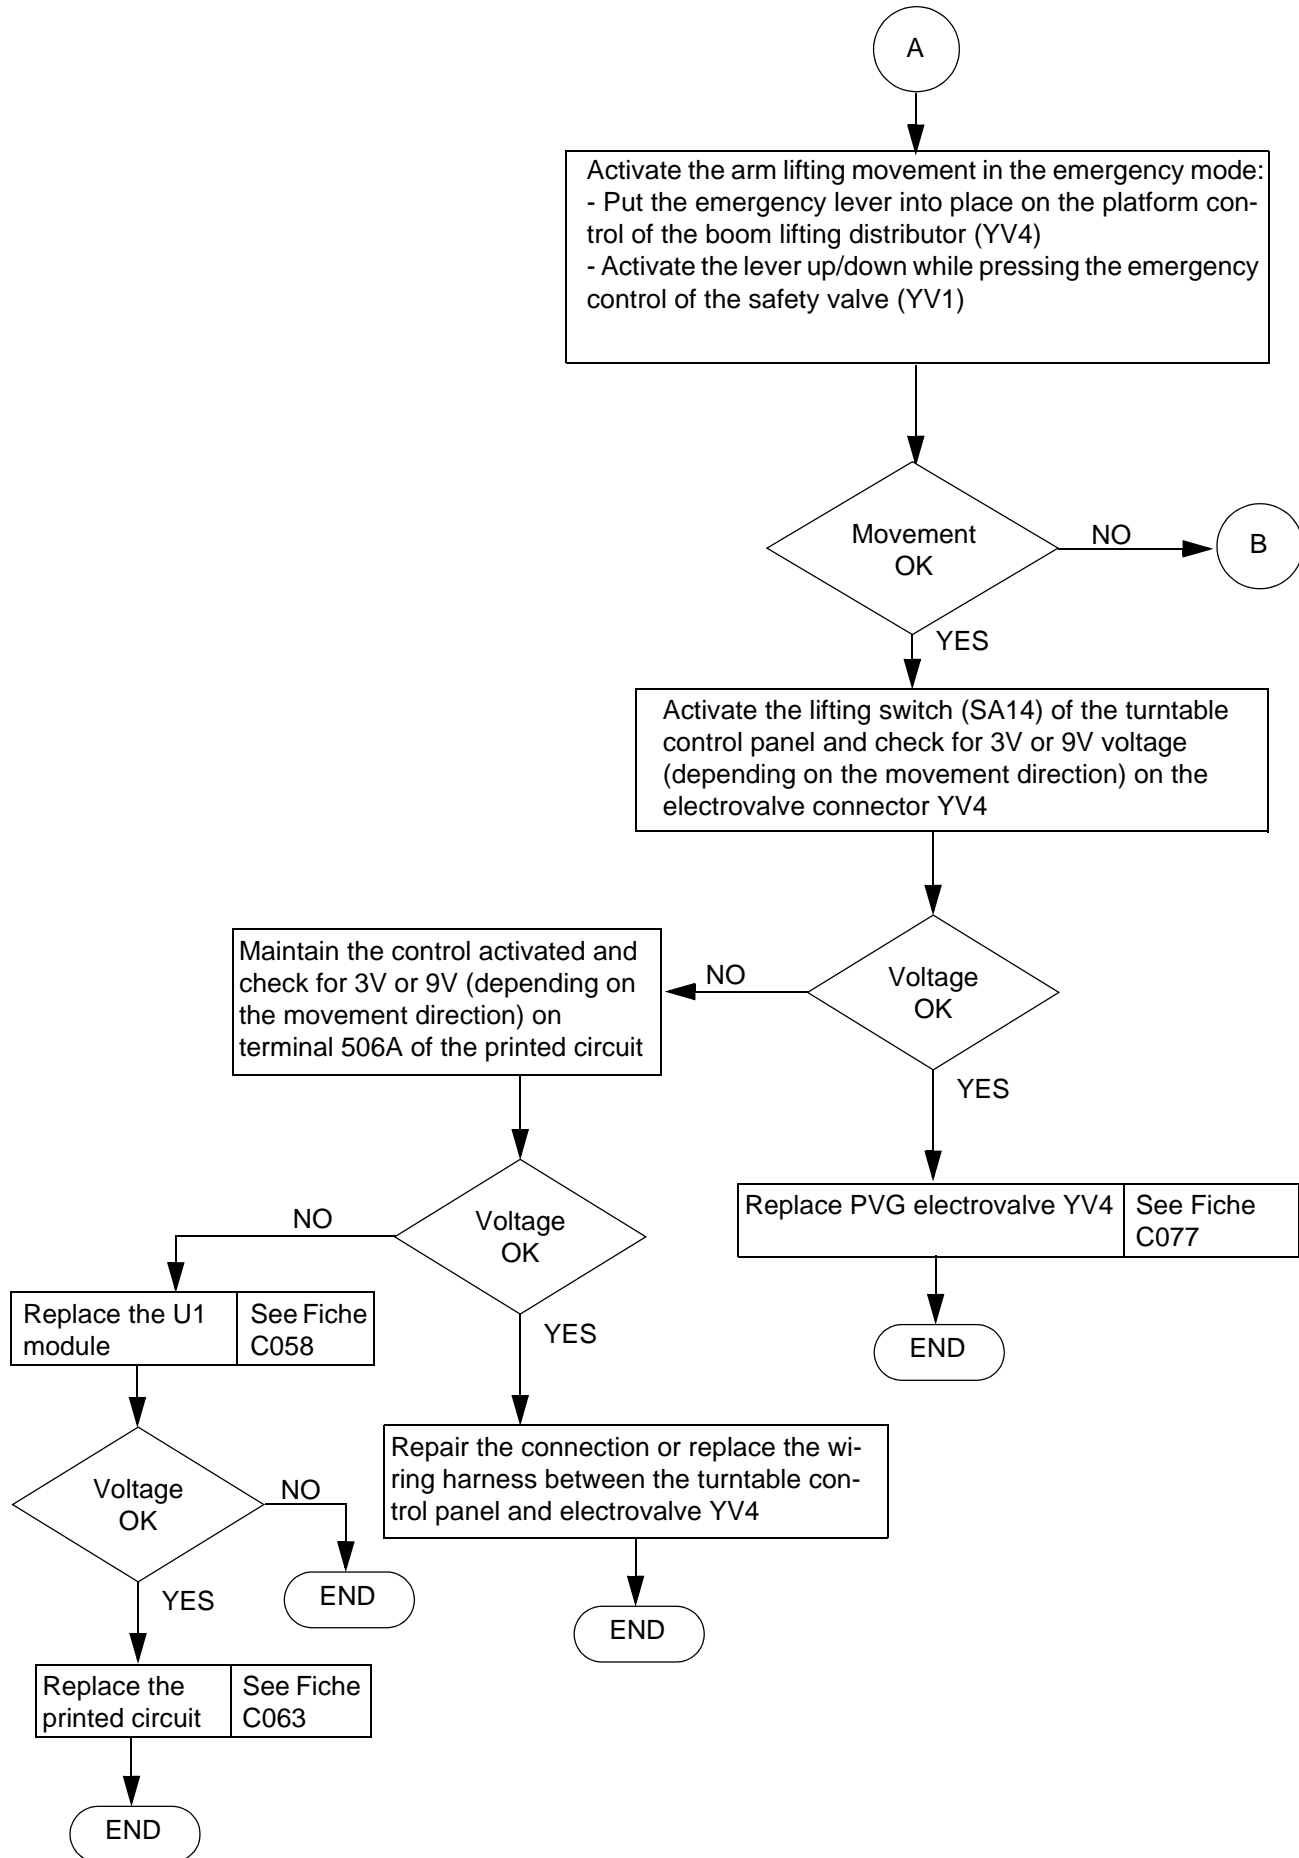 A
Activate the arm lifting movement in the emergency mode:
- Put the emergency lever into place on the platform con-
trol of the boom lifting distributor (YV4)
- Activate the lever up/down while pressing the emergency
control of the safety valve (YV1)
Movement
OK
NO
B
YES
Activate the lifting switch (SA14) of the turntable
control panel and check for 3V or 9V voltage
(depending on the movement direction) on the
electrovalve connector YV4
Voltage
OK
NO
Maintain the control activated and
check for 3V or 9V (depending on
the movement direction) on
terminal 506A of the printed circuit
YES
Replace PVG electrovalve YV4
See Fiche
C077
END
Voltage
OK
NO
Replace the U1
module
See Fiche
C058
YES
Repair the connection or replace the wi-
ring harness between the turntable con-
trol panel and electrovalve YV4
END
Voltage
OK
NO
END
YES
Replace the
printed circuit
See Fiche
C063
END